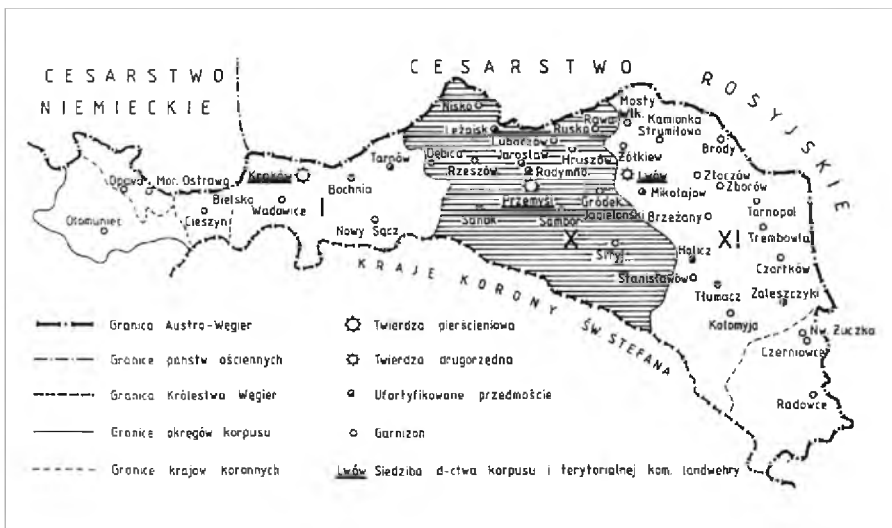 CESARSTWO
NIEMIECKIE
CESARSTWO
ROSYJSKIE
Nisko
Leżajsk
Lubaczów
Rawa
Ruska
Mosty
Wlk.
Kamionka
Strumiłowa
Brody
Dębica
Rzeszów
Jarosław
Radymno
Hruszów
Żółkiew
Tarnów
Bochnia
Kraków
Opava
Mor. Ostrawa
Ołomuniec
Bielska
Cieszyn
Wadowice
I
Nowy Sącz
Przemyśl
Sanok
Sambor
Gródek
Jagielloński
Lwów
Mikołajow
Złoczów
Zborów
Brzeżany
Tarnopol
Trembowla
X
XI
Stryj
Halicz
Stanisławów
Czortków
Tłumacz
Zaleszczyki
Kołomyja
Nw. Zuczka
Czerniowce
Radowce
KRAJE KORONY ŚW. STEFANA
Granica Austro-Węgier
Granice państw ościennych
Granica Królestwa Węgier
Granice okręgów korpusu
Granice krajow koronnych
Twierdza pierścieniowa
Twierdza drugorzędna
Ufortyfikowane przedmoście
Garnizon
Lwów Siedziba d-ctwa korpusu i terytorialnej kom. landwehry